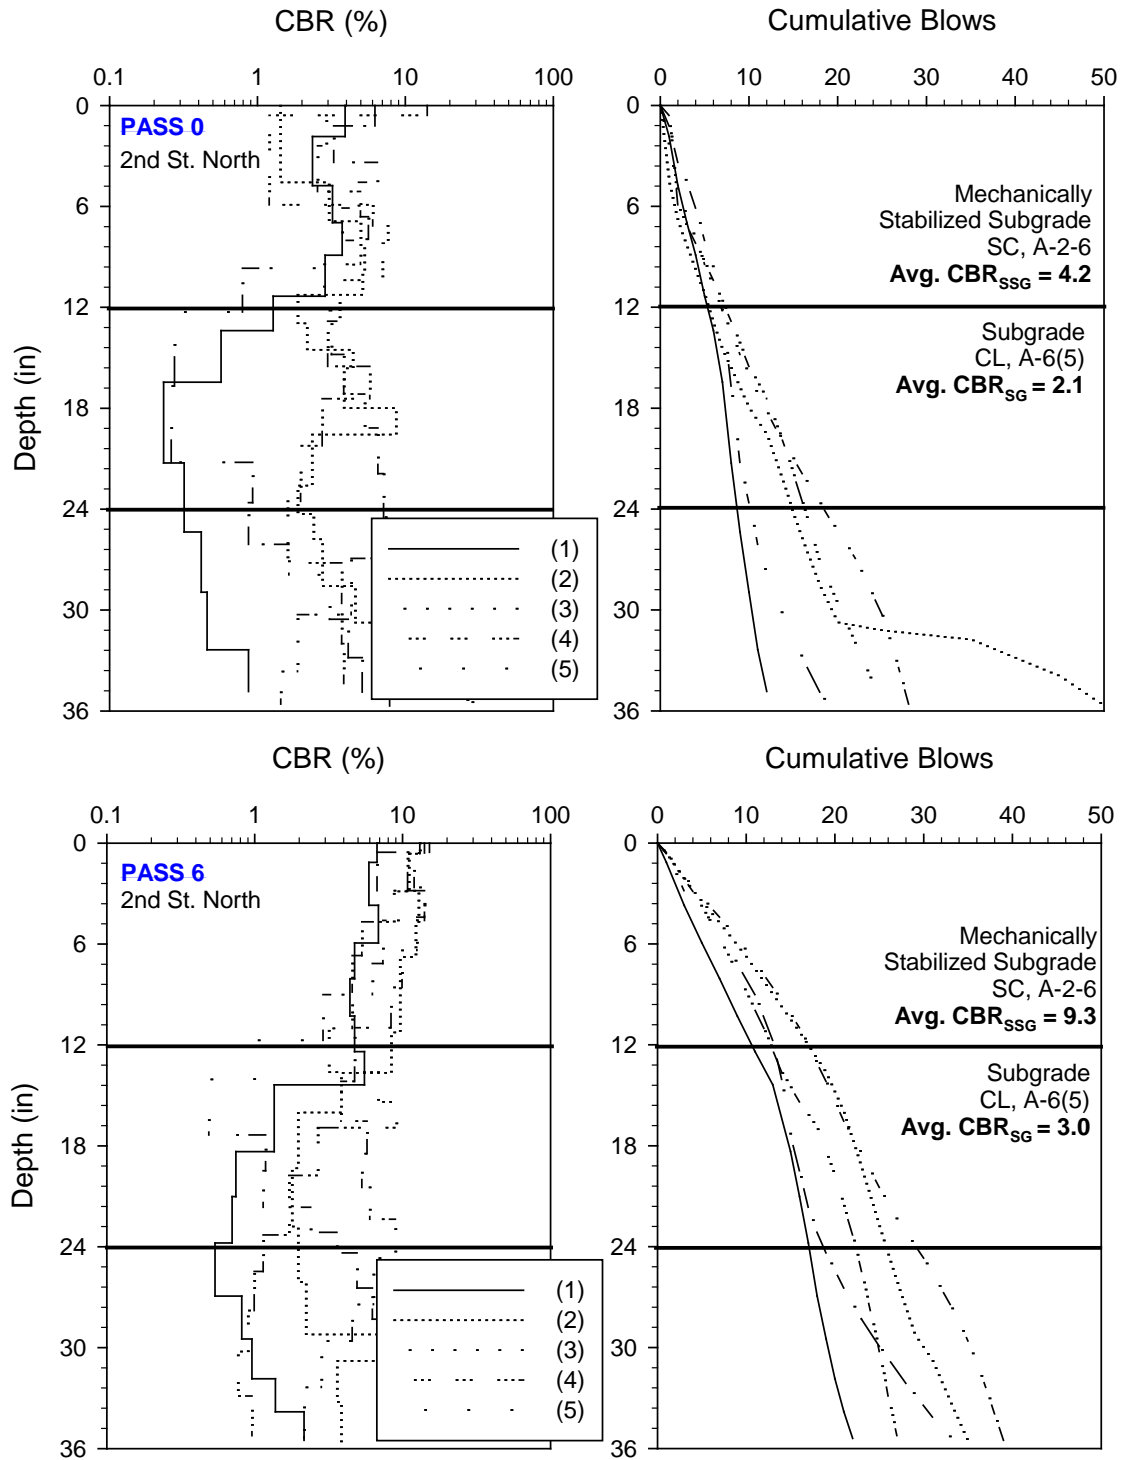 CBR (%)
Cumulative Blows
0.1 1 10 100
0 10 20 30 40 50
PASS 0
2nd St. North
Mechanically
Stabilized Subgrade
SC, A-2-6
Avg. CBRSSG = 4.2
Subgrade
CL, A-6(5)
Avg. CBRSG = 2.1
Depth (in)
0
6
12
18
24
30
36
0
6
12
18
24
30
36
(1)
(2)
(3)
(4)
(5)
CBR (%)
Cumulative Blows
0.1 1 10 100
0 10 20 30 40 50
PASS 6
2nd St. North
Mechanically
Stabilized Subgrade
SC, A-2-6
Avg. CBRSSG = 9.3
Subgrade
CL, A-6(5)
Avg. CBRSG = 3.0
Depth (in)
0
6
12
18
24
30
36
0
6
12
18
24
30
36
(1)
(2)
(3)
(4)
(5)